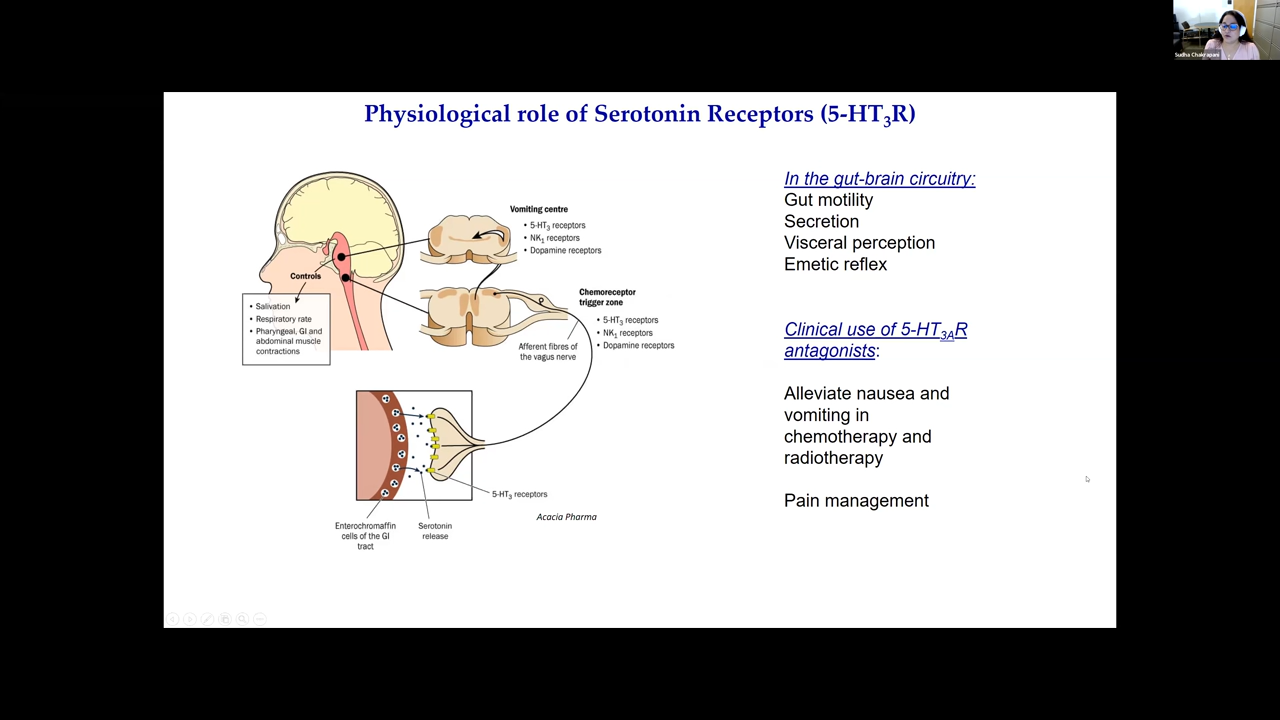 Sudha Chakrapani
Physiological role of Serotonin Receptors (5-HT3R)
Vomiting centre
• 5-HT3 receptors
• NK1 receptors
• Dopamine receptors
Controls
• Salivation
• Respiratory rate
• Pharyngeal, GI and
abdominal muscle
contractions
Chemoreceptor
trigger zone
• 5-HT3 receptors
• NK1 receptors
• Dopamine receptors
Afferent fibres of
the vagus nerve
5-HT3 receptors
Acacia Pharma
Enterochromaffin
cells of the GI
tract
Serotonin
release
In the gut-brain circuitry:
Gut motility
Secretion
Visceral perception
Emetic reflex
Clinical use of 5-HT3AR
antagonists:
Alleviate nausea and
vomiting in
chemotherapy and
radiotherapy
Pain management